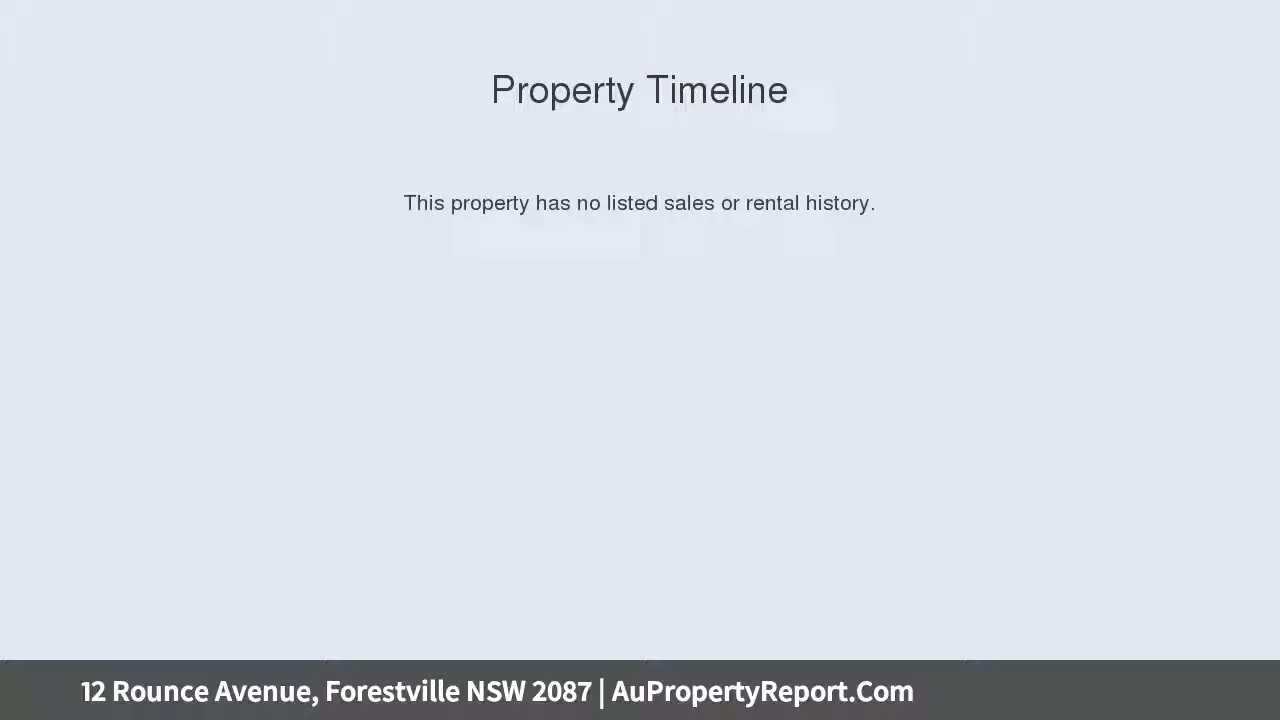 Property Timeline
This property has no listed sales or rental history.
12 Rounce Avenue, Forestville NSW 2087 | AuPropertyReport.Com